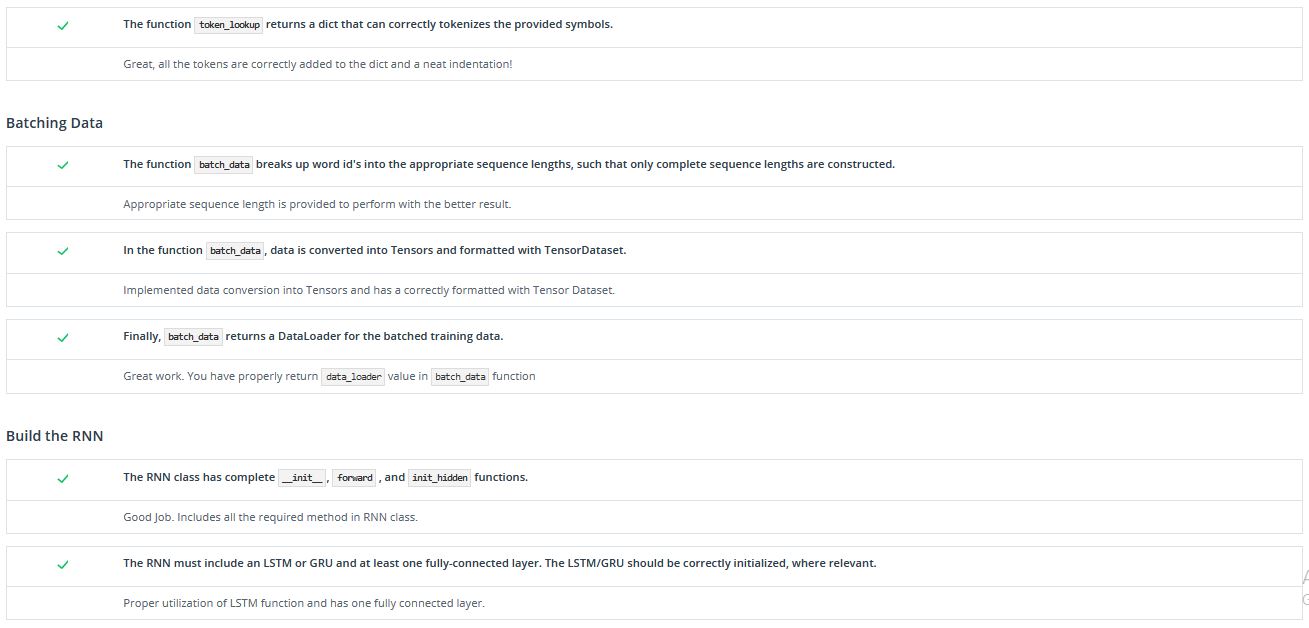 The function token_lookup returns a dict that can correctly tokenizes the provided symbols.
Great, all the tokens are correctly added to the dict and a neat indentation!
Batching Data
The function batch_data breaks up word id's into the appropriate sequence lengths, such that only complete sequence lengths are constructed.
Appropriate sequence length is provided to perform with the better result.
In the function batch_data, data is converted into Tensors and formatted with TensorDataset.
Implemented data conversion into Tensors and has a correctly formatted with Tensor Dataset.
Finally, batch_data returns a DataLoader for the batched training data.
Great work. You have properly return data_loader value in batch_data function
Build the RNN
The RNN class has complete __init__, forward , and init_hidden functions.
Good Job. Includes all the required method in RNN class.
The RNN must include an LSTM or GRU and at least one fully-connected layer. The LSTM/GRU should be correctly initialized, where relevant.
Proper utilization of LSTM function and has one fully connected layer.